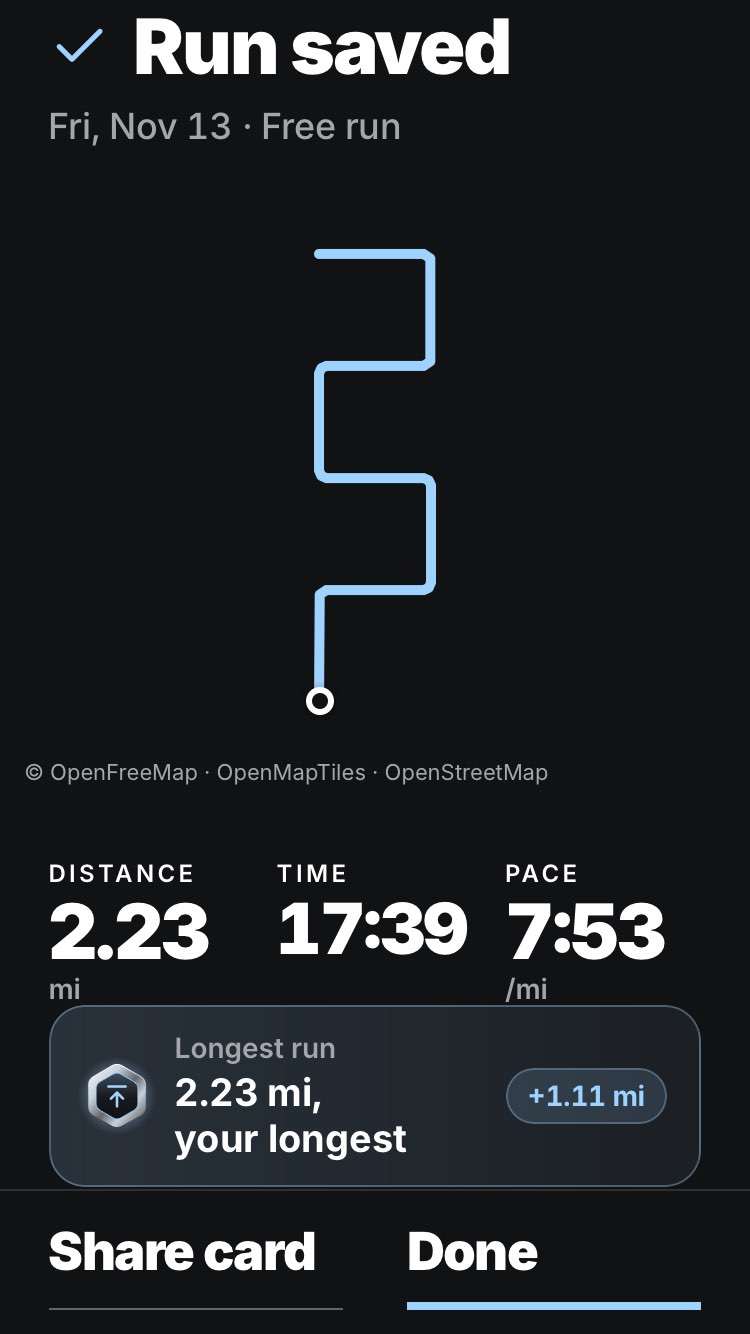 Run saved
Fri, Nov 13 · Free run
© OpenFreeMap · OpenMapTiles · OpenStreetMap
DISTANCE
2.23
mi
TIME
17:39
PACE
7:53
/mi
Longest run
2.23 mi,
your longest
+1.11 mi
Share card
Done